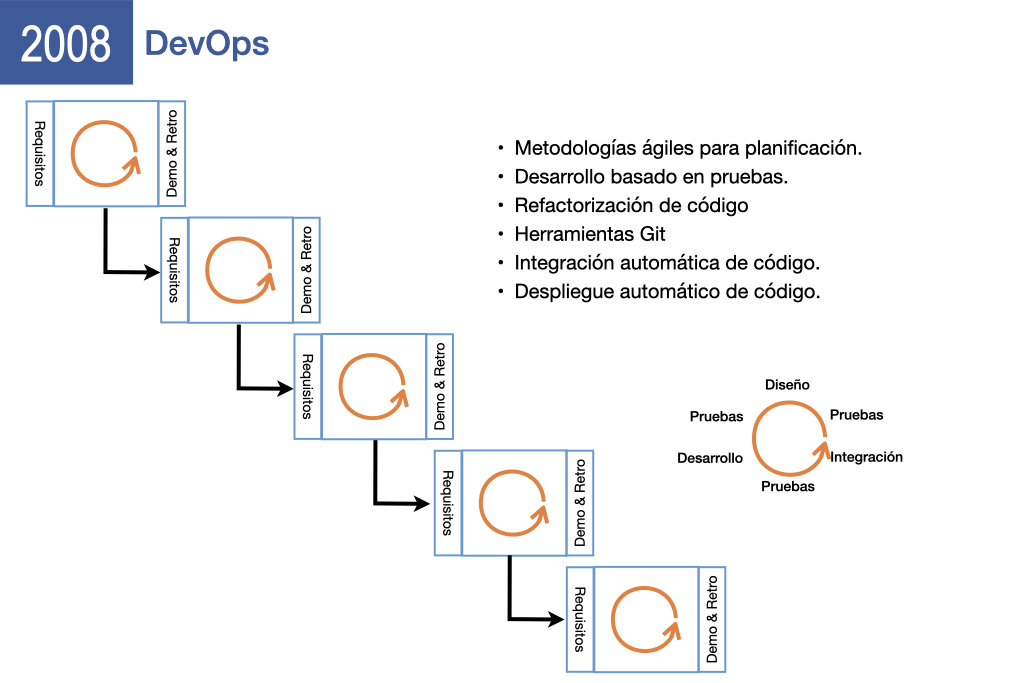 2008
DevOps
Requisitos
Demo & Retro
Requisitos
Demo & Retro
Requisitos
Demo & Retro
Requinsitos
Demo & Retro
Requisitos
Demo & Retro
• Metodologías ágiles para planificación.
• Desarrollo basado en pruebas.
• Refactorización de código
• Herramientas Git
• Integración automática de código.
• Despliegue automático de código.
Diseño
Pruebas
Pruebas
Desarrollo
Integración
Pruebas